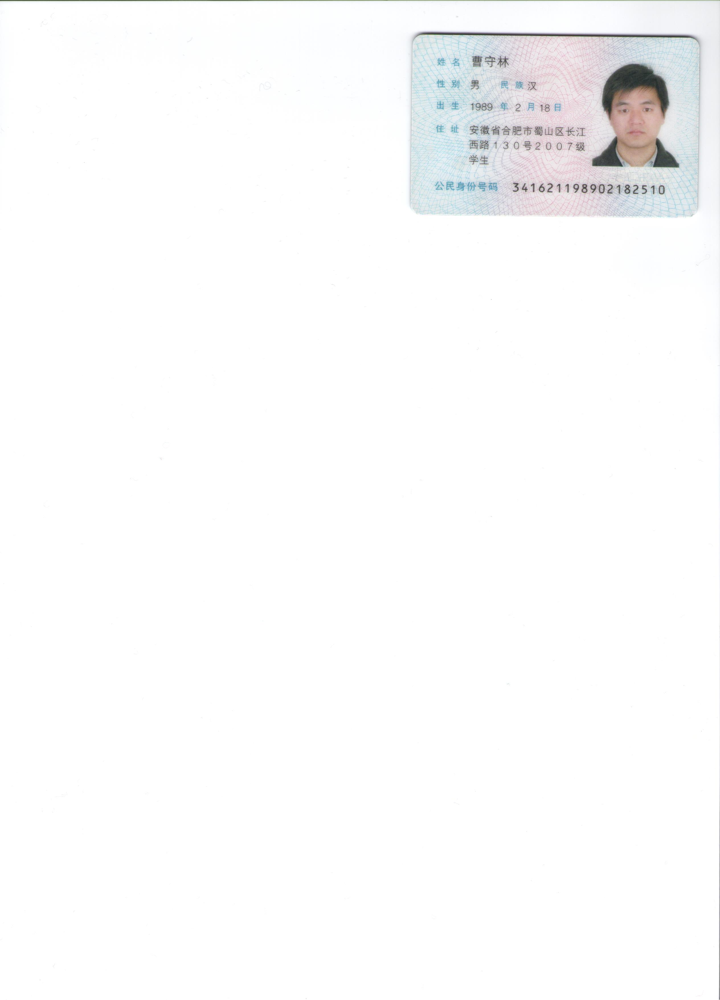 姓名 曹守林
性别 男 民族 汉
出生 1989 年 2 月 18 日
住址 安徽省合肥市蜀山区长江
西路130号2007级
学生
公民身份号码 341621198902182510